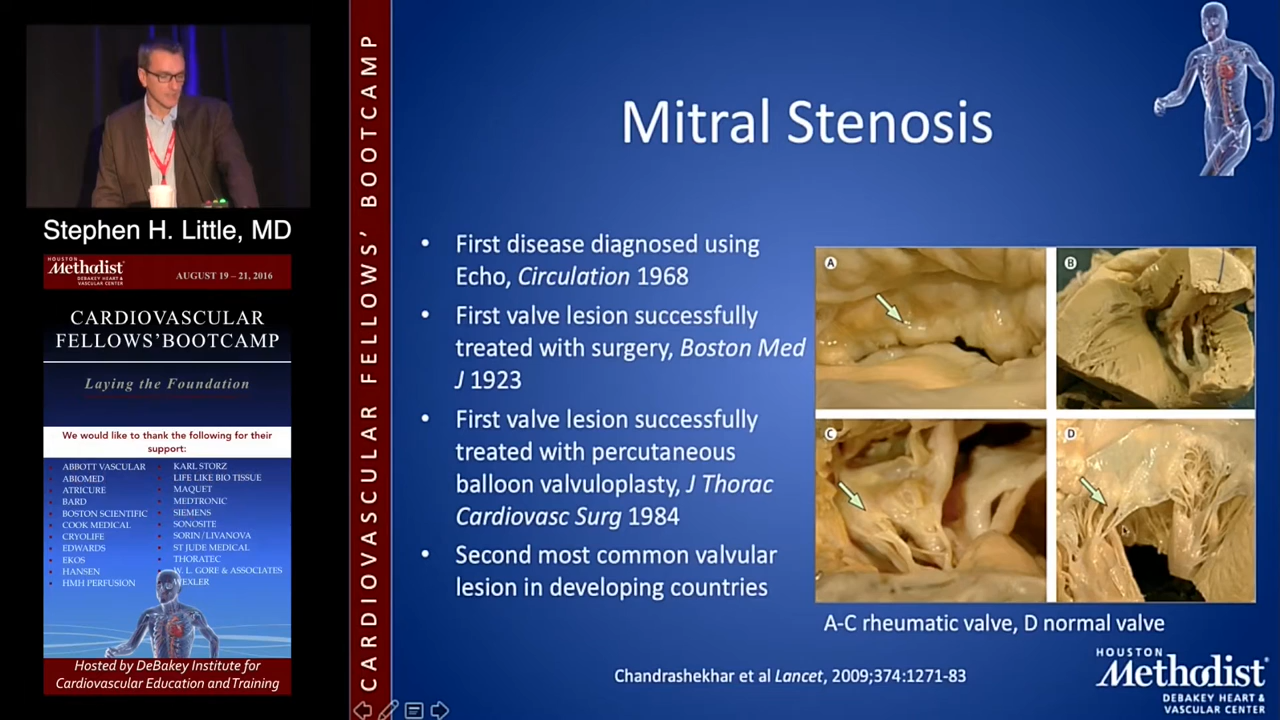 Stephen H. Little, MD
HOUSTON
Methodist
DEBAKEY HEART &
VASCULAR CENTER
AUGUST 19 – 21, 2016
CARDIOVASCULAR
FELLOWS'BOOTCAMP
Laying the Foundation
We would like to thank the following for their
support:
ABBOTT VASCULAR
ABIOMED
ATRICURE
BARD
BOSTON SCIENTIFIC
COOK MEDICAL
CRYOLIFE
EDWARDS
EKOS
HANSEN
HMH PERFUSION
KARL STORZ
LIFE LIKE BIO TISSUE
MAQUET
MEDTRONIC
SIEMENS
SONOSITE
SORIN/LIVANOVA
ST JUDE MEDICAL
THORATEC
W. L. GORE & ASSOCIATES
WEXLER
Hosted by DeBakey Institute for
Cardiovascular Education and Training
CARDIOVASCULAR FELLOWS' BOOTCAMP
Mitral Stenosis
• First disease diagnosed using
Echo, Circulation 1968
• First valve lesion successfully
treated with surgery, Boston Med
J 1923
• First valve lesion successfully
treated with percutaneous
balloon valvuloplasty, J Thorac
Cardiovasc Surg 1984
• Second most common valvular
lesion in developing countries
A
B
C
D
A-C rheumatic valve, D normal valve
Chandrashekhar et al Lancet, 2009;374:1271-83
HOUSTON
Methodist
DEBAKEY HEART &
VASCULAR CENTER